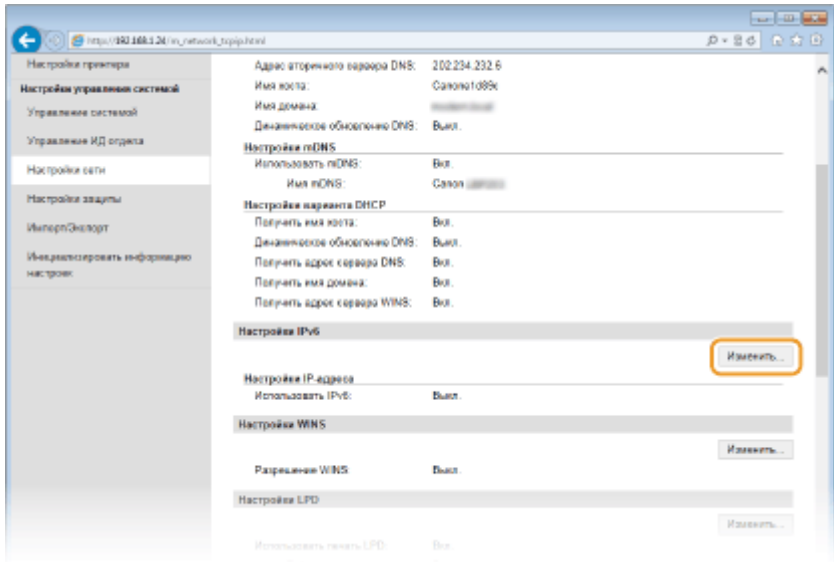 http://192.168.1.24/m_network_tcpip.html
Настройки принтера
Настройки управления системой
Управление системой
Управление ИД отдела
Настройки сети
Настройки защиты
Импорт/Экспорт
Инициализировать информацию
настроек
Адрес вторичного сервера DNS: 202.234.232.6
Имя хоста: Canone1d89c
Имя домена:
Динамическое обновление DNS: Выкл.
Настройки mDNS
Использовать mDNS: Вкл.
Имя mDNS: Canon
Настройки варианта DHCP
Получить имя хоста: Вкл.
Динамическое обновление DNS: Выкл.
Получить адрес сервера DNS: Вкл.
Получить имя домена: Вкл.
Получить адрес сервера WINS: Вкл.
Настройки IPv6
Изменить...
Настройки IP-адреса
Использовать IPv6: Выкл.
Настройки WINS
Изменить...
Разрешение WINS: Выкл.
Настройки LPD
Изменить...
Использовать печать LPD: Вкл.